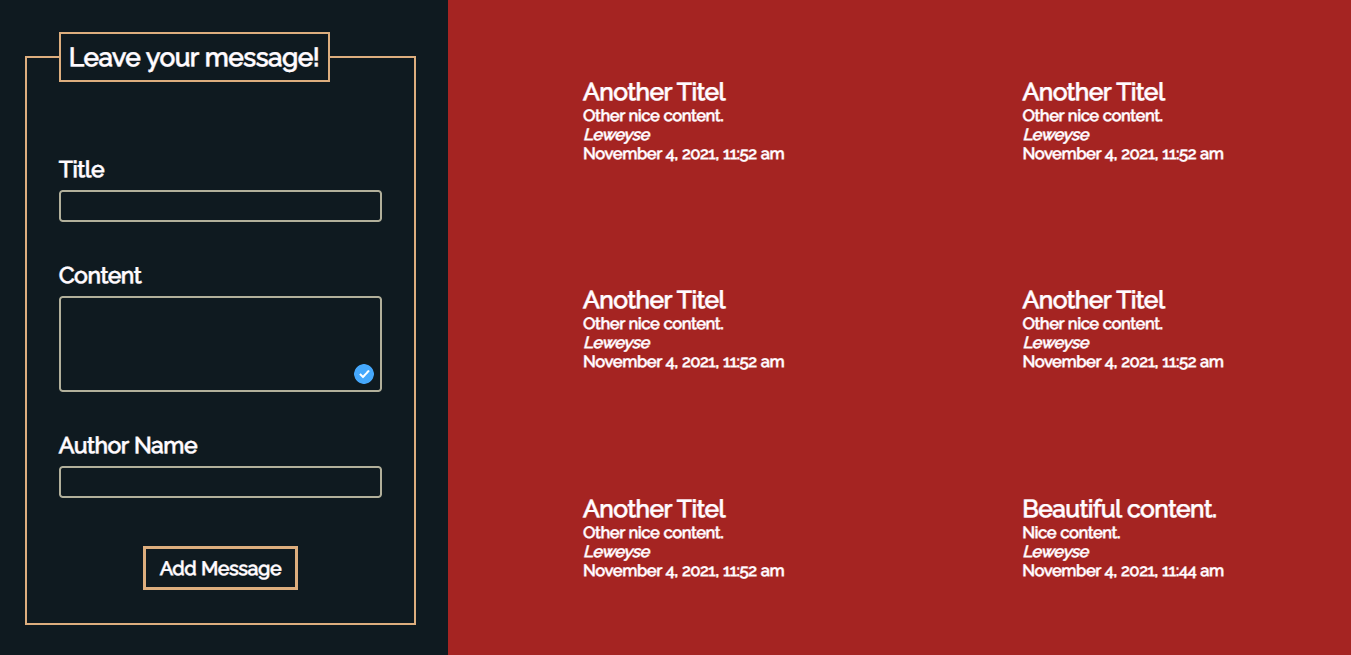 Leave your message!
Title
Content
Author Name
Add Message
Another Titel
Other nice content.
Leweyse
November 4, 2021, 11:52 am
Another Titel
Other nice content.
Leweyse
November 4, 2021, 11:52 am
Another Titel
Other nice content.
Leweyse
November 4, 2021, 11:52 am
Another Titel
Other nice content.
Leweyse
November 4, 2021, 11:52 am
Another Titel
Other nice content.
Leweyse
November 4, 2021, 11:52 am
Beautiful content.
Nice content.
Leweyse
November 4, 2021, 11:44 am